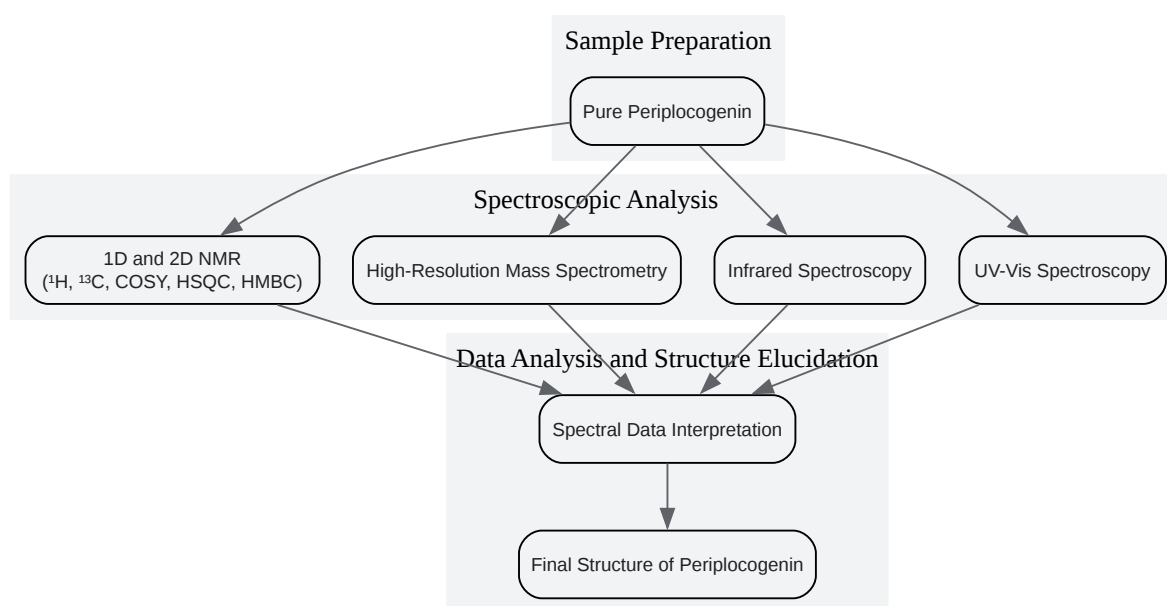 Sample Preparation
Pure Periplocogenin
Spectroscopic Analysis
1D and 2D NMR
(¹H, ¹³C, COSY, HSQC, HMBC)
High-Resolution Mass Spectrometry
Infrared Spectroscopy
UV-Vis Spectroscopy
Data Analysis and Structure Elucidation
Spectral Data Interpretation
Final Structure of Periplocogenin